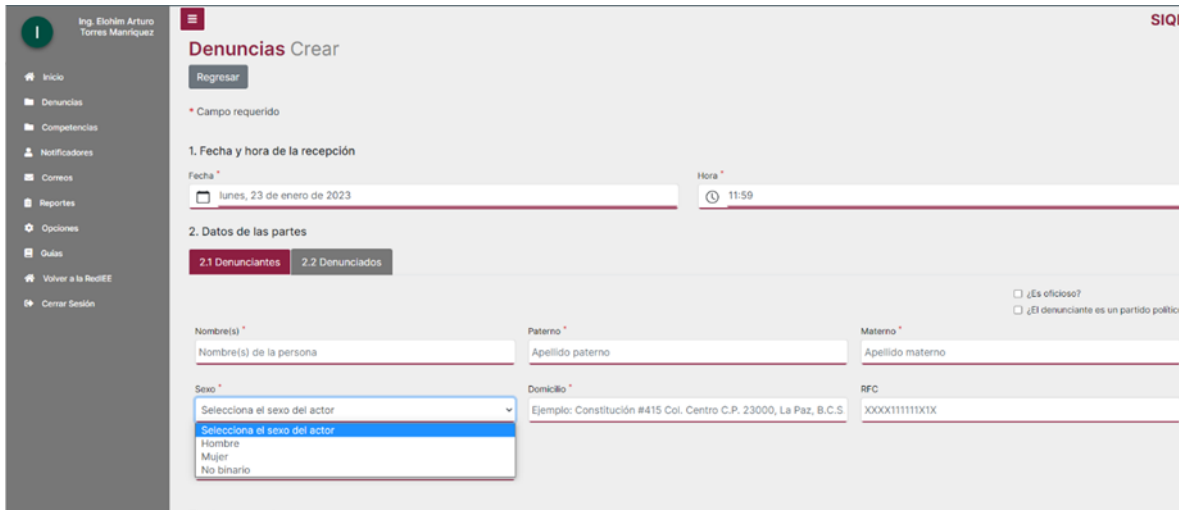 I
Ing. Elohim Arturo
Torres Manriquez
Inicio
Denuncias
Competencias
Notificadores
Correos
Reportes
Opciones
Guías
Volver a la RedIEE
Cerrar Sesión
SIQ
Denuncias Crear
Regresar
* Campo requerido
1. Fecha y hora de la recepción
Fecha * Hora *
lunes, 23 de enero de 2023 11:59
2. Datos de las partes
2.1 Denunciantes 2.2 Denunciados
¿Es oficioso?
¿El denunciante es un partido político
Nombre(s) * Paterno * Materno *
Nombre(s) de la persona Apellido paterno Apellido materno
Sexo * Domicilio * RFC
Selecciona el sexo del actor Ejemplo: Constitución #415 Col. Centro C.P. 23000, La Paz, B.C.S. XXXX111111X1X
Selecciona el sexo del actor
Hombre
Mujer
No binario